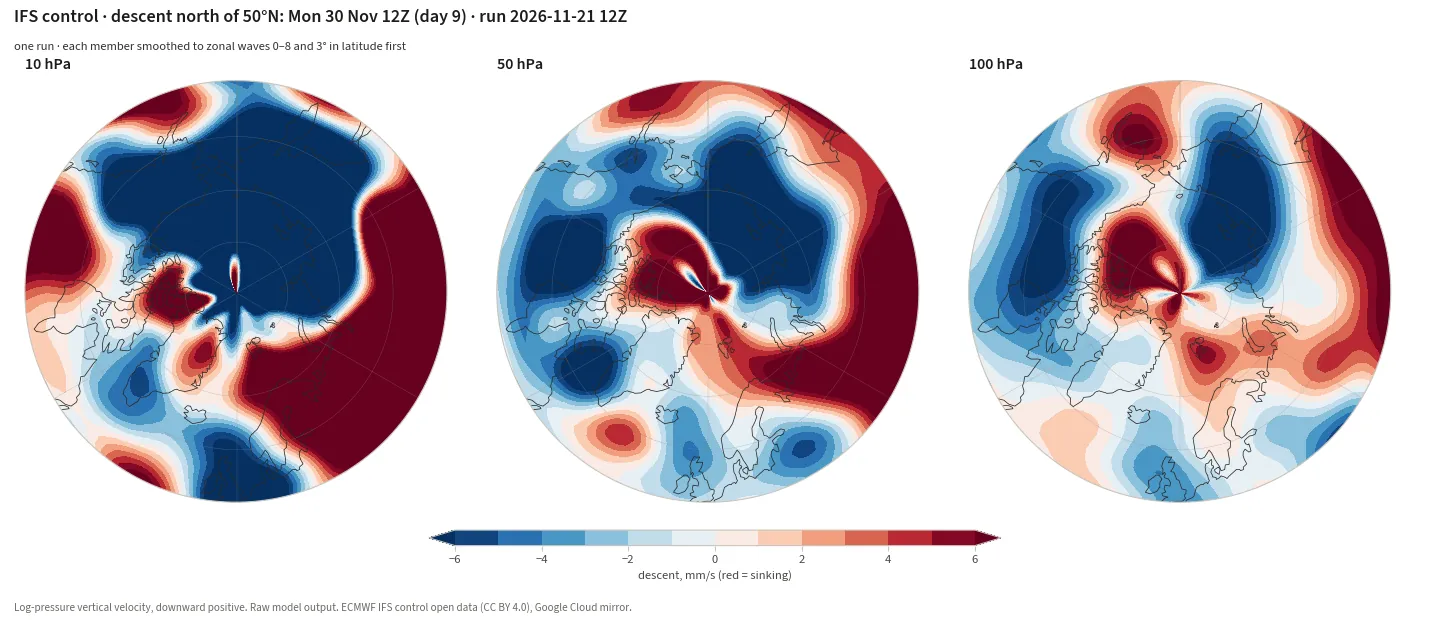 IFS control · descent north of 50°N: Mon 30 Nov 12Z (day 9) · run 2026-11-21 12Z
one run · each member smoothed to zonal waves 0–8 and 3° in latitude first
10 hPa
50 hPa
100 hPa
−6
−4
−2
0
2
4
6
descent, mm/s (red = sinking)
Log-pressure vertical velocity, downward positive. Raw model output. ECMWF IFS control open data (CC BY 4.0), Google Cloud mirror.